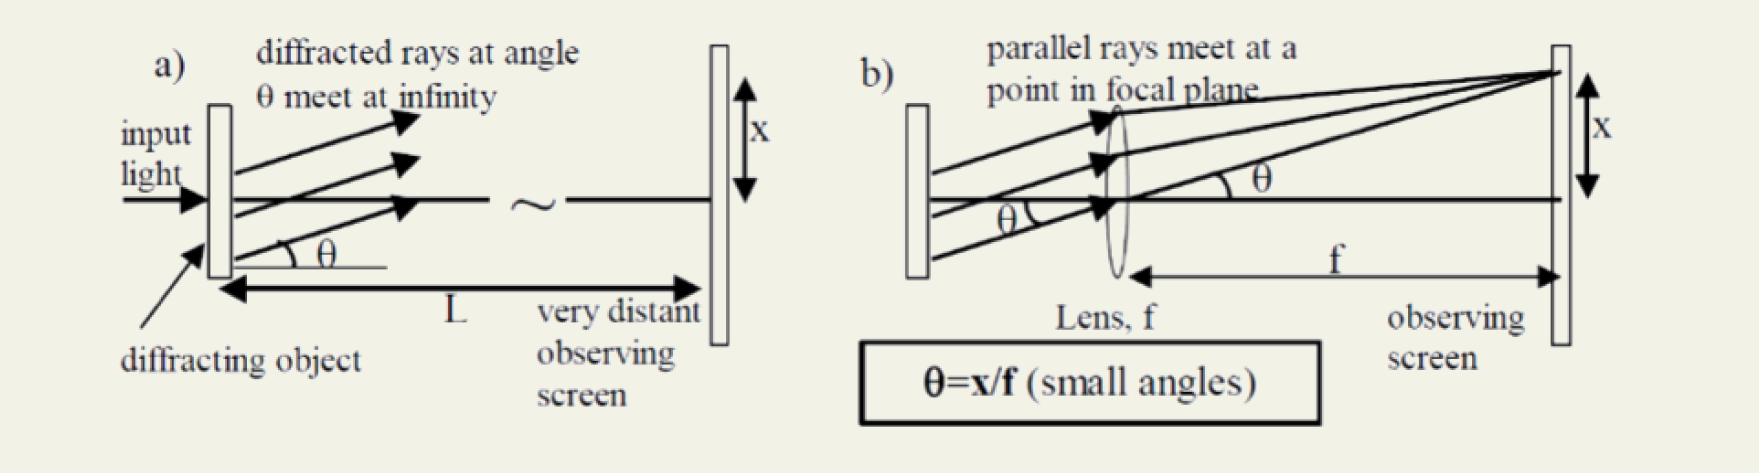 a)
diffracted rays at angle
θ meet at infinity
input
light
x
θ
L
very distant
observing
screen
diffracting object
b)
parallel rays meet at a
point in focal plane
x
θ
θ
f
Lens, f
observing
screen
θ=x/f (small angles)